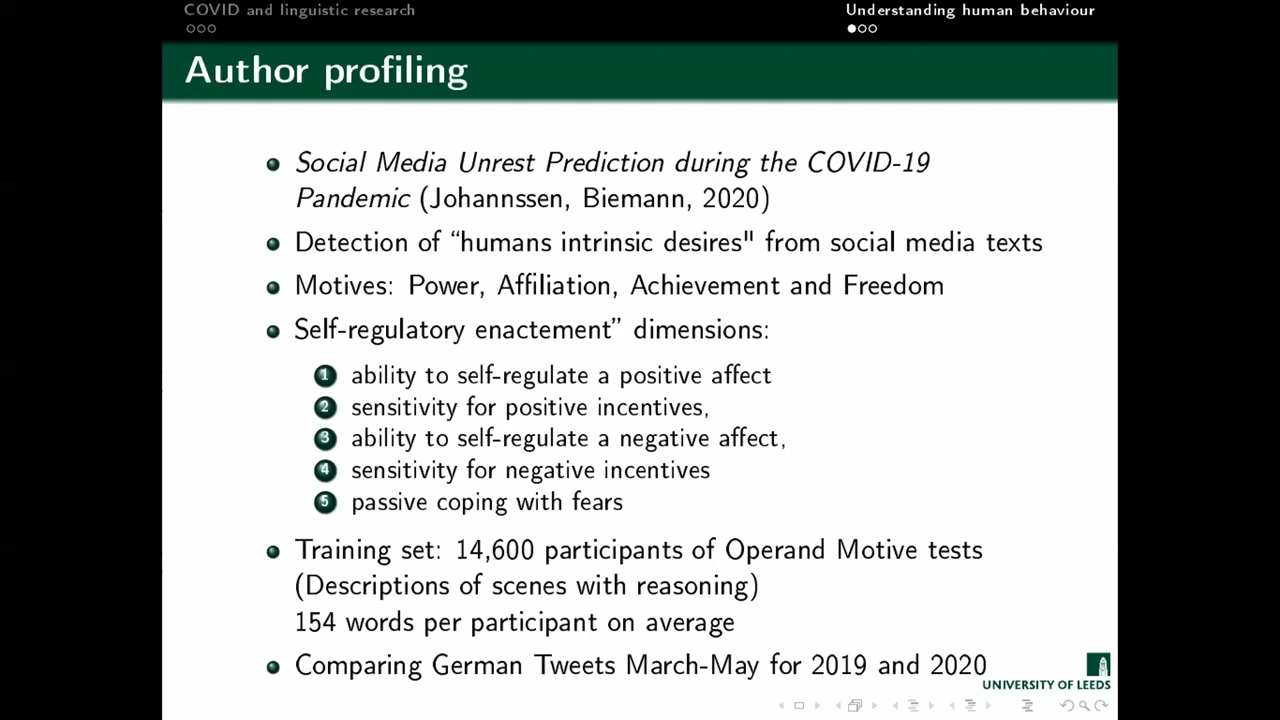 COVID and linguistic research
Understanding human behaviour
Author profiling
Social Media Unrest Prediction during the COVID-19
Pandemic (Johannssen, Biemann, 2020)
Detection of “humans intrinsic desires" from social media texts
Motives: Power, Affiliation, Achievement and Freedom
Self-regulatory enactement” dimensions:
1 ability to self-regulate a positive affect
2 sensitivity for positive incentives,
3 ability to self-regulate a negative affect,
4 sensitivity for negative incentives
5 passive coping with fears
Training set: 14,600 participants of Operand Motive tests
(Descriptions of scenes with reasoning)
154 words per participant on average
Comparing German Tweets March-May for 2019 and 2020
UNIVERSITY OF LEEDS